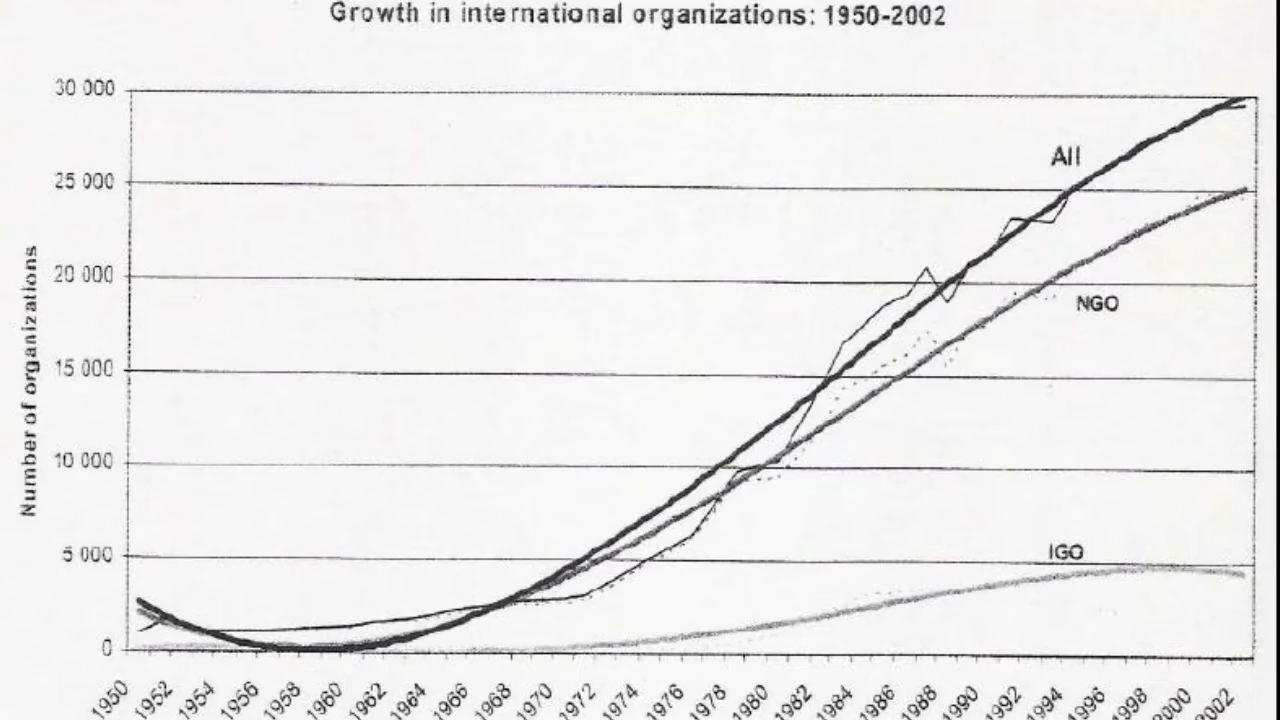 Growth in international organizations: 1950-2002
30 000
25 000
20 000
15 000
10 000
5 000
0
Number of organizations
All
NGO
IGO
1950 1952 1954 1956 1958 1960 1962 1964 1966 1968 1970 1972 1974 1976 1978 1980 1982 1984 1986 1988 1990 1992 1994 1996 1998 2000 2002